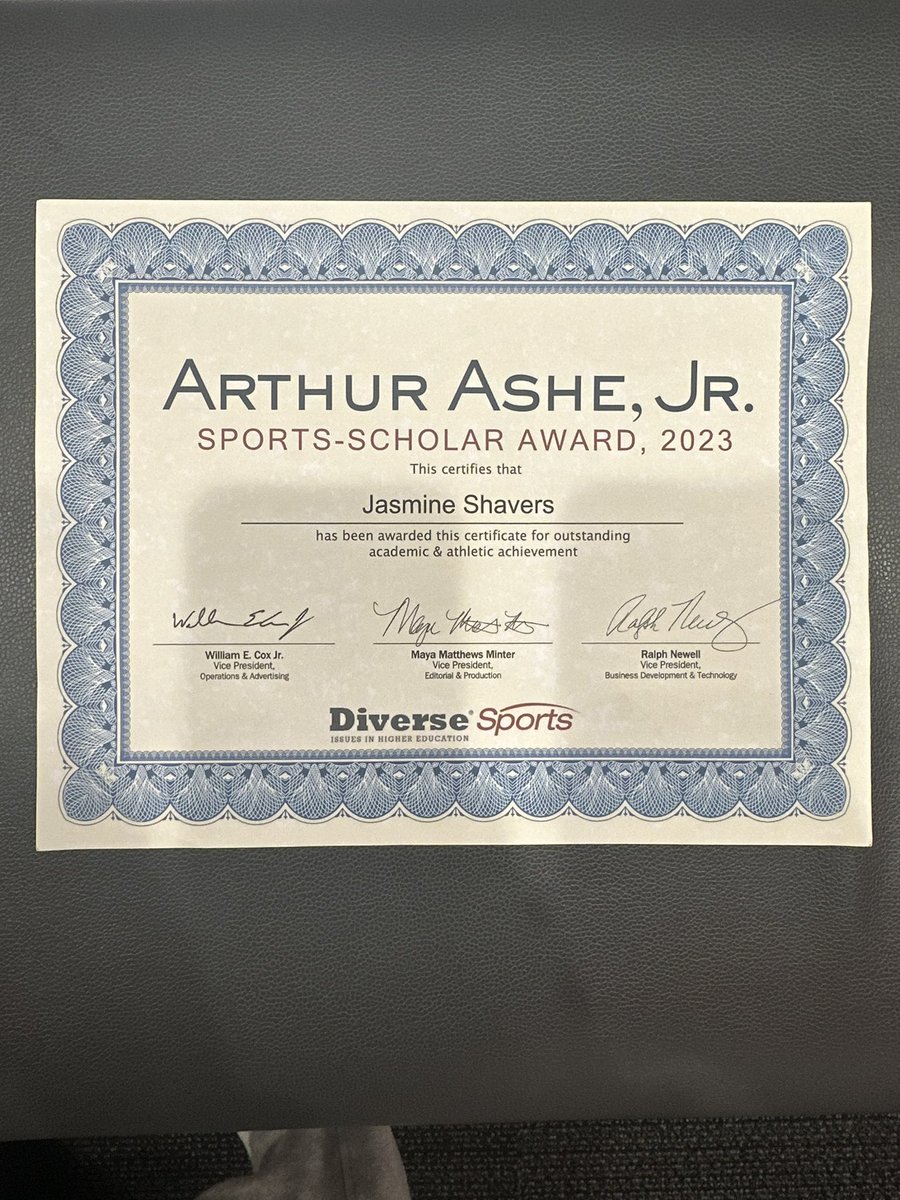 ARTHUR ASHE, JR.
SPORTS-SCHOLAR AWARD, 2023
This certifies that
Jasmine Shavers
has been awarded this certificate for outstanding
academic & athletic achievement
William E. Cox Jr.
Vice President,
Operations & Advertising
Maya Matthews Minter
Vice President,
Editorial & Production
Ralph Newell
Vice President,
Business Development & Technology
Diverse® Sports
ISSUES IN HIGHER EDUCATION